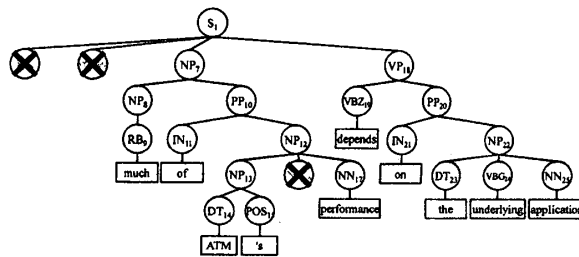 S1
NP7 VP18
NP8 PP10 VBZ19 PP20
RB9 IN11 NP12 depends IN21 NP22
much of NP13 NN17 on DT23 VBG24 NN25
DT14 POS15 performance the underlying application
ATM 's